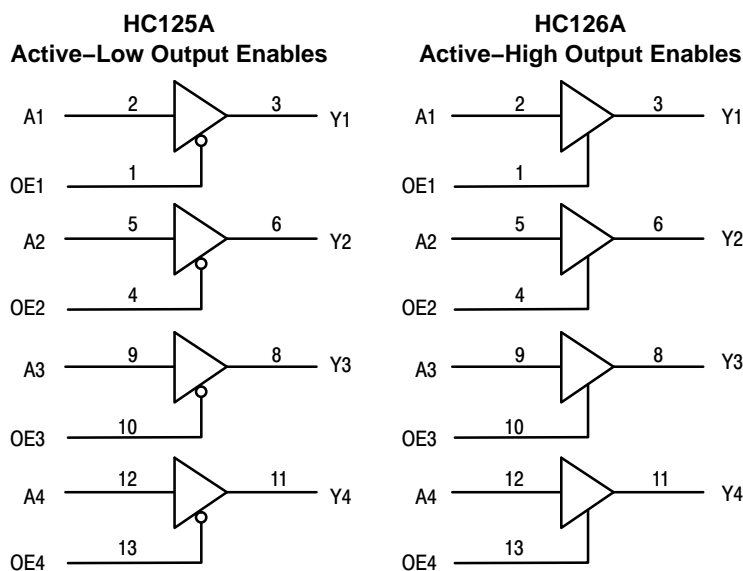 HC125A
Active–Low Output Enables
A1 2 3 Y1
OE1 1
A2 5 6 Y2
OE2 4
A3 9 8 Y3
OE3 10
A4 12 11 Y4
OE4 13
HC126A
Active–High Output Enables
A1 2 3 Y1
OE1 1
A2 5 6 Y2
OE2 4
A3 9 8 Y3
OE3 10
A4 12 11 Y4
OE4 13